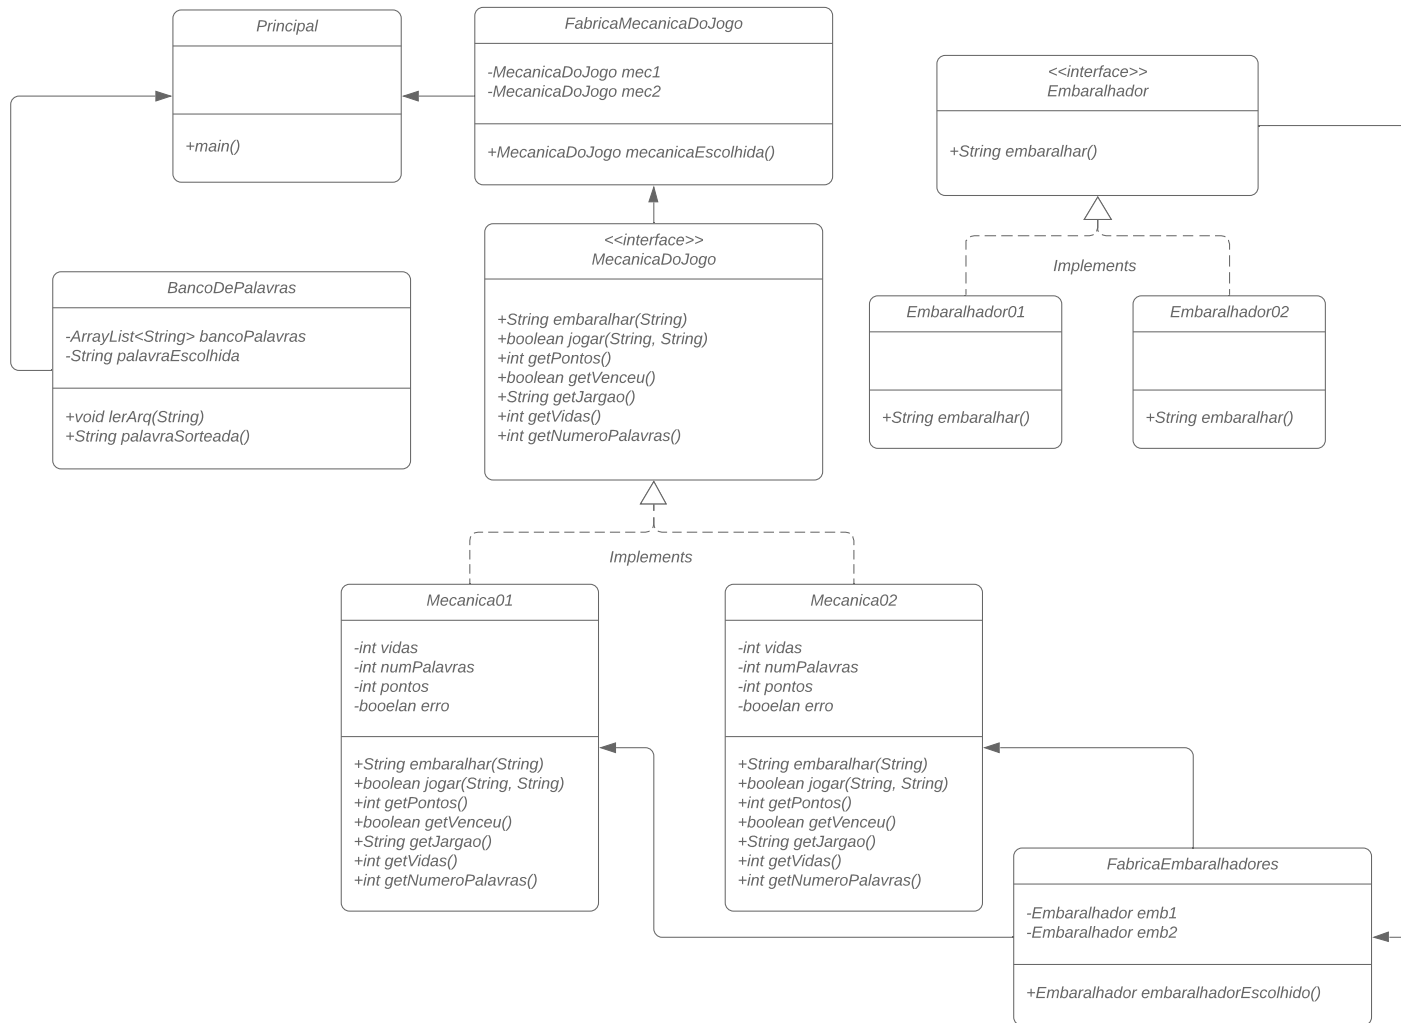 Principal
+main()
FabricaMecanicaDoJogo
-MecanicaDoJogo mec1
-MecanicaDoJogo mec2
+MecanicaDoJogo mecanicaEscolhida()
<<interface>>
Embaralhador
+String embaralhar()
<<interface>>
MecanicaDoJogo
+String embaralhar(String)
+boolean jogar(String, String)
+int getPontos()
+boolean getVenceu()
+String getJargao()
+int getVidas()
+int getNumeroPalavras()
Implements
BancoDePalavras
-ArrayList<String> bancoPalavras
-String palavraEscolhida
+void lerArq(String)
+String palavraSorteada()
Embaralhador01
+String embaralhar()
Embaralhador02
+String embaralhar()
Implements
Mecanica01
-int vidas
-int numPalavras
-int pontos
-booelan erro
+String embaralhar(String)
+boolean jogar(String, String)
+int getPontos()
+boolean getVenceu()
+String getJargao()
+int getVidas()
+int getNumeroPalavras()
Mecanica02
-int vidas
-int numPalavras
-int pontos
-booelan erro
+String embaralhar(String)
+boolean jogar(String, String)
+int getPontos()
+boolean getVenceu()
+String getJargao()
+int getVidas()
+int getNumeroPalavras()
FabricaEmbaralhadores
-Embaralhador emb1
-Embaralhador emb2
+Embaralhador embaralhadorEscolhido()